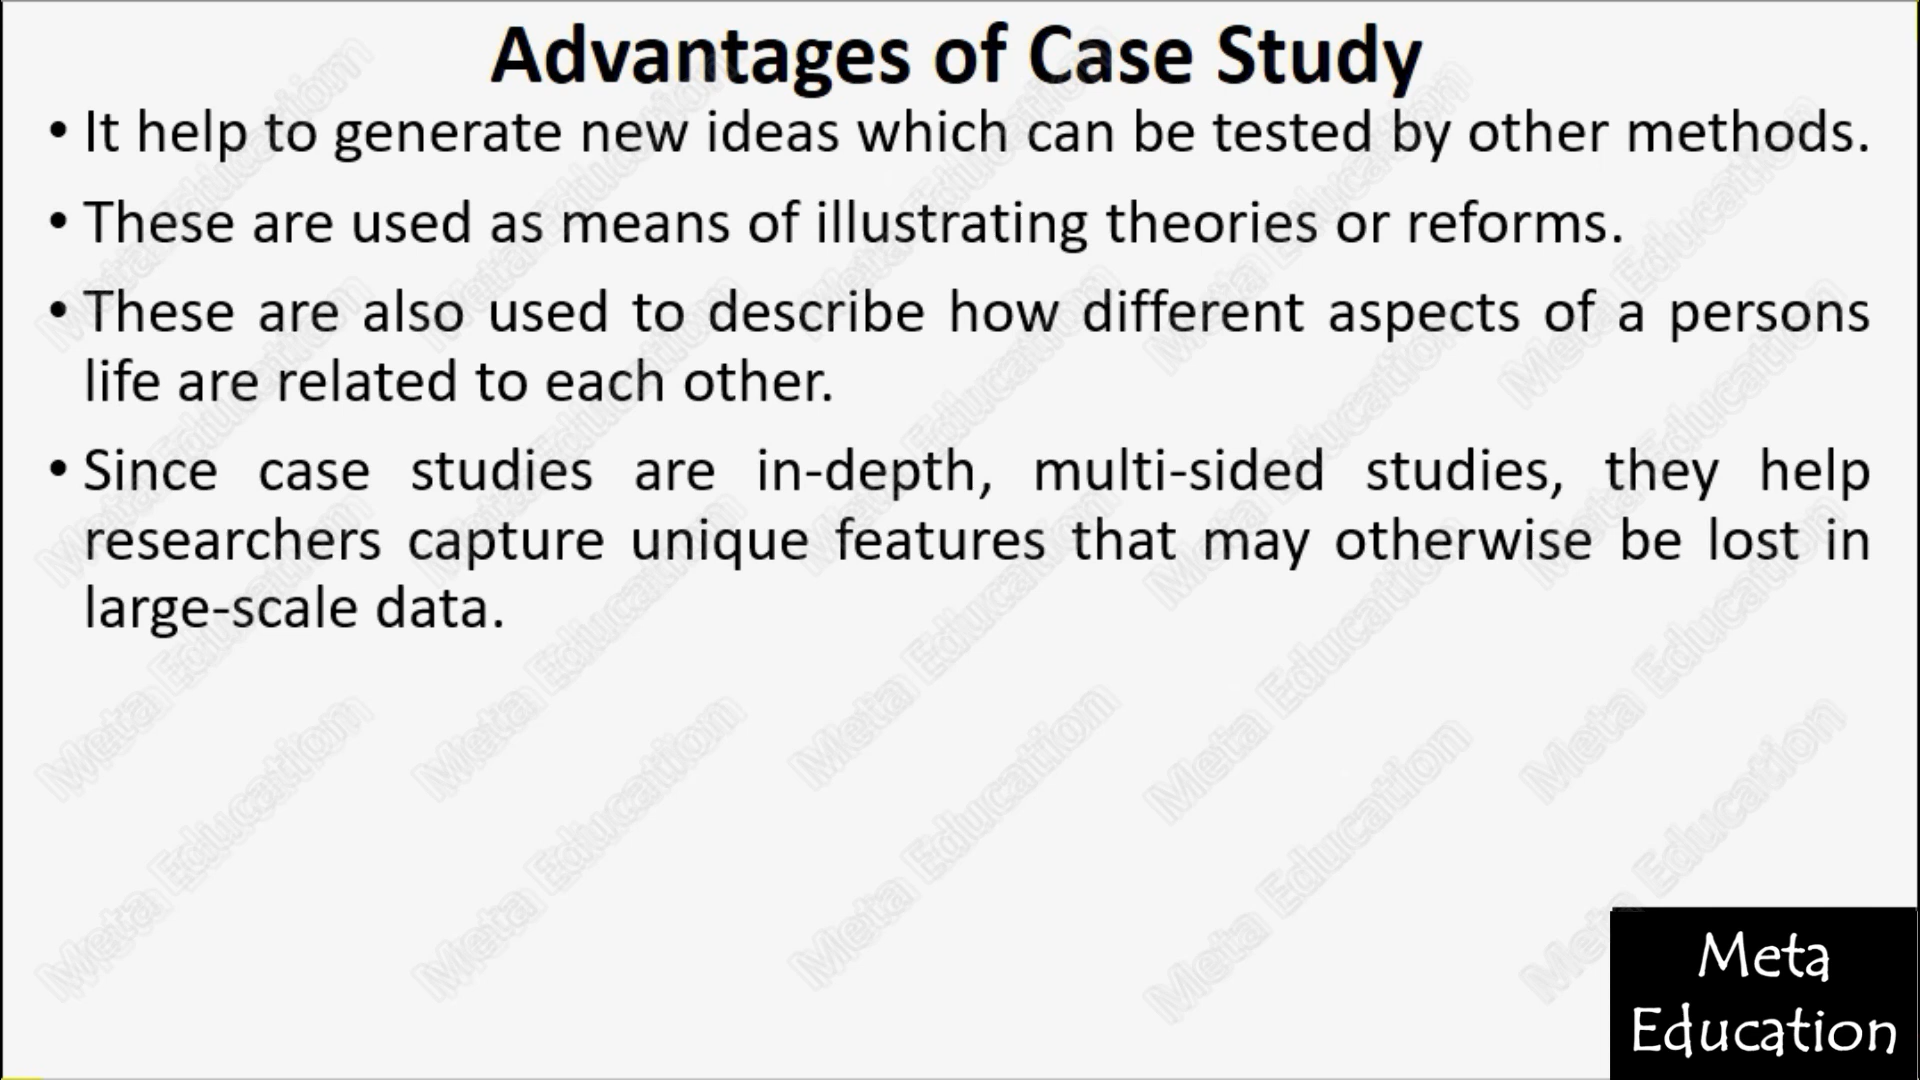 Advantages of Case Study
• It help to generate new ideas which can be tested by other methods.
• These are used as means of illustrating theories or reforms.
• These are also used to describe how different aspects of a persons
life are related to each other.
• Since case studies are in-depth, multi-sided studies, they help
researchers capture unique features that may otherwise be lost in
large-scale data.
Meta
Education